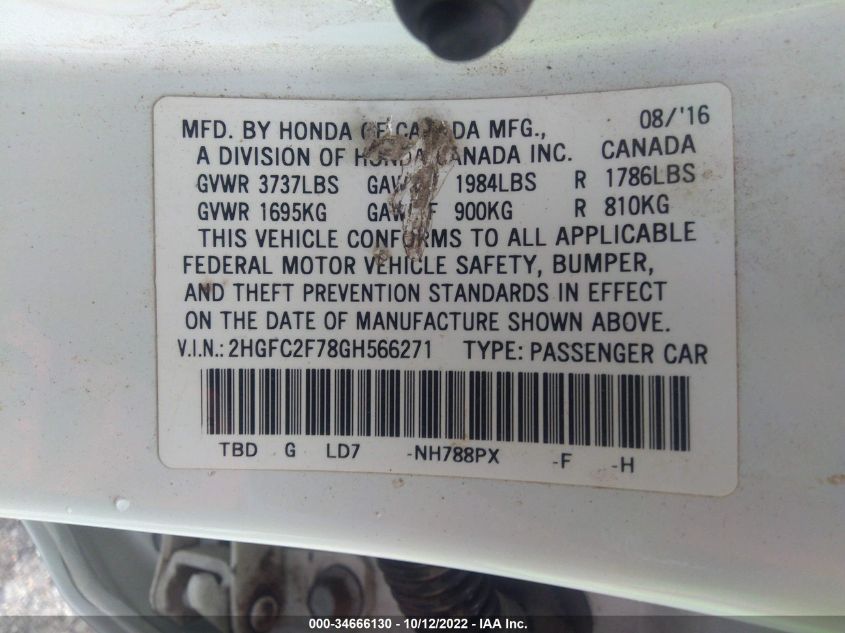 08/'16
MFD. BY HONDA OF CANADA MFG.,
A DIVISION OF HONDA CANADA INC. CANADA
GVWR 3737LBS GAWR F 1984LBS R 1786LBS
GVWR 1695KG GAWR F 900KG R 810KG
THIS VEHICLE CONFORMS TO ALL APPLICABLE
FEDERAL MOTOR VEHICLE SAFETY, BUMPER,
AND THEFT PREVENTION STANDARDS IN EFFECT
ON THE DATE OF MANUFACTURE SHOWN ABOVE.
V.I.N.: 2HGFC2F78GH566271 TYPE: PASSENGER CAR
TBD G LD7 -NH788PX -F -H
000-34666130 - 10/12/2022 - IAA Inc.